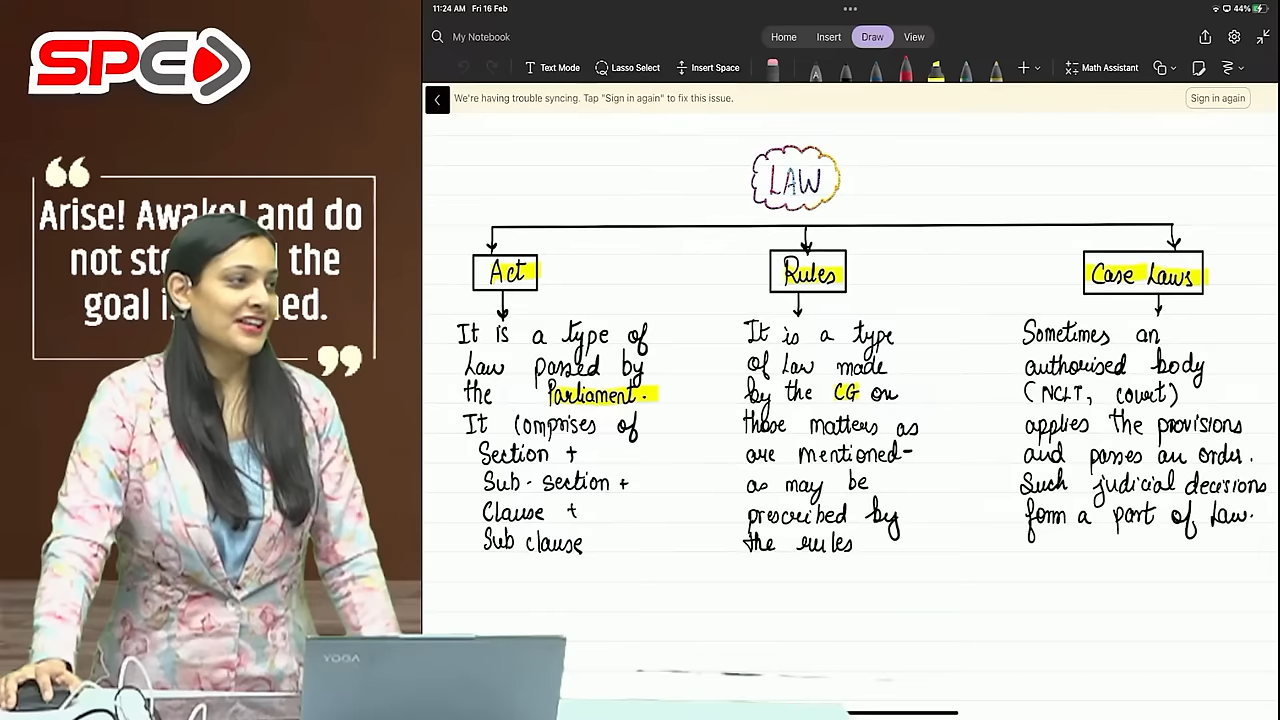 SPC
11:24 AM Fri 16 Feb
44%
My Notebook
Home Insert Draw View
Text Mode Lasso Select Insert Space Math Assistant
We're having trouble syncing. Tap "Sign in again" to fix this issue.
Sign in again
Arise! Awake! and do
not the
goal
LAW
Act
It is a type of
Law passed by
the Parliament.
It comprises of
Section +
Sub-section +
Clause +
Sub clause
Rules
It is a type
of Law made
by the CG on
those matters as
are mentioned-
as may be
prescribed by
the rules
Case Laws
Sometimes an
authorised body
(NCLT, court)
applies the provisions
and passes an order.
Such judicial decisions
form a part of Law.
YOGA